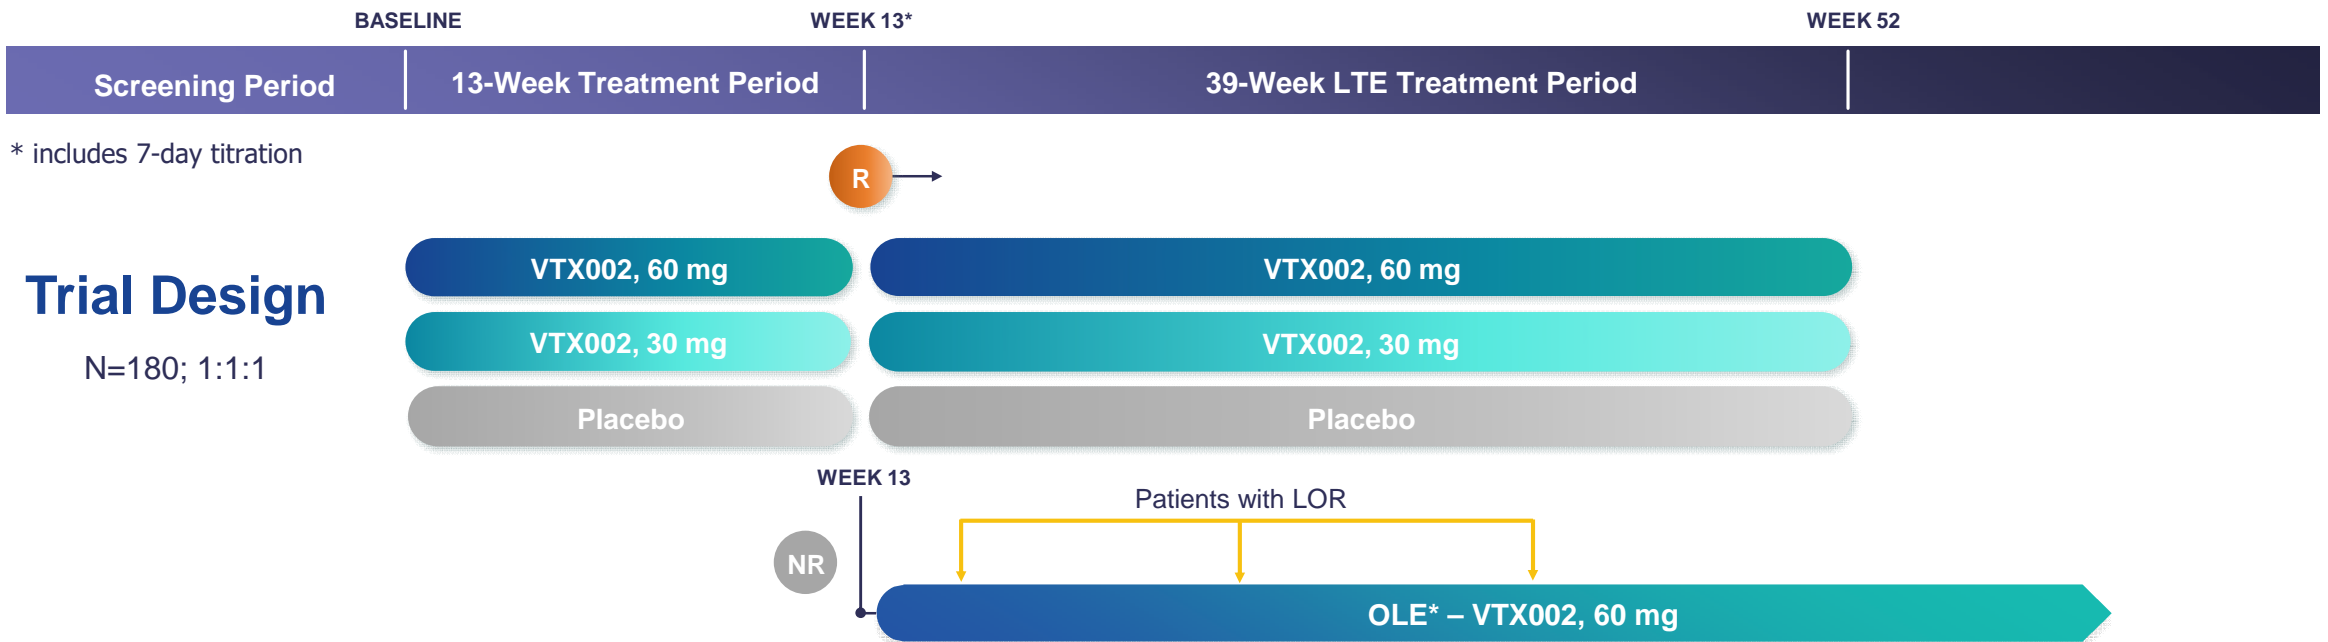 BASELINE
WEEK 13*
WEEK 52
Screening Period
13-Week Treatment Period
39-Week LTE Treatment Period
* includes 7-day titration
R
Trial Design
N=180; 1:1:1
VTX002, 60 mg
VTX002, 60 mg
VTX002, 30 mg
VTX002, 30 mg
Placebo
Placebo
WEEK 13
Patients with LOR
NR
OLE* – VTX002, 60 mg